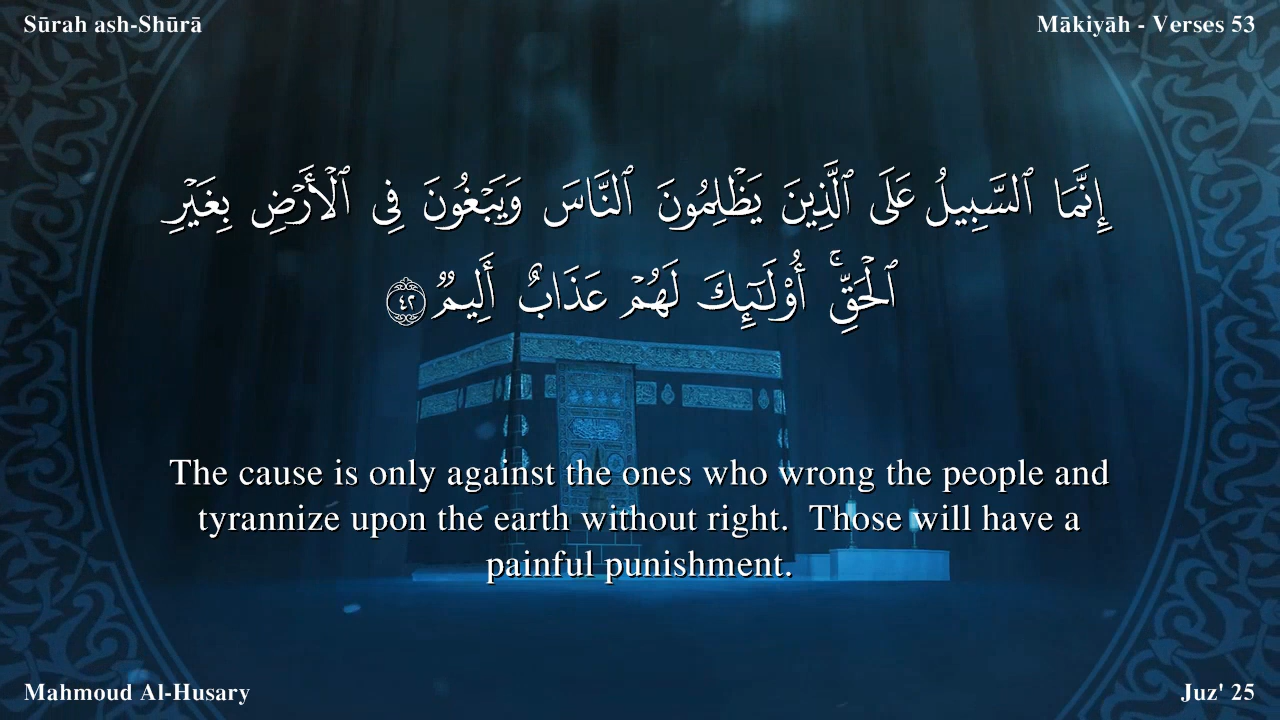 Sūrah ash-Shūrā
Mākiyāh - Verses 53
إِنَّمَا ٱلسَّبِيلُ عَلَى ٱلَّذِينَ يَظْلِمُونَ ٱلنَّاسَ وَيَبْغُونَ فِى ٱلْأَرْضِ بِغَيْرِ
ٱلْحَقِّ ۚ أُو۟لَـٰٓئِكَ لَهُمْ عَذَابٌ أَلِيمٌ ٤٢
The cause is only against the ones who wrong the people and
tyrannize upon the earth without right.  Those will have a
painful punishment.
Mahmoud Al-Husary
Juz' 25